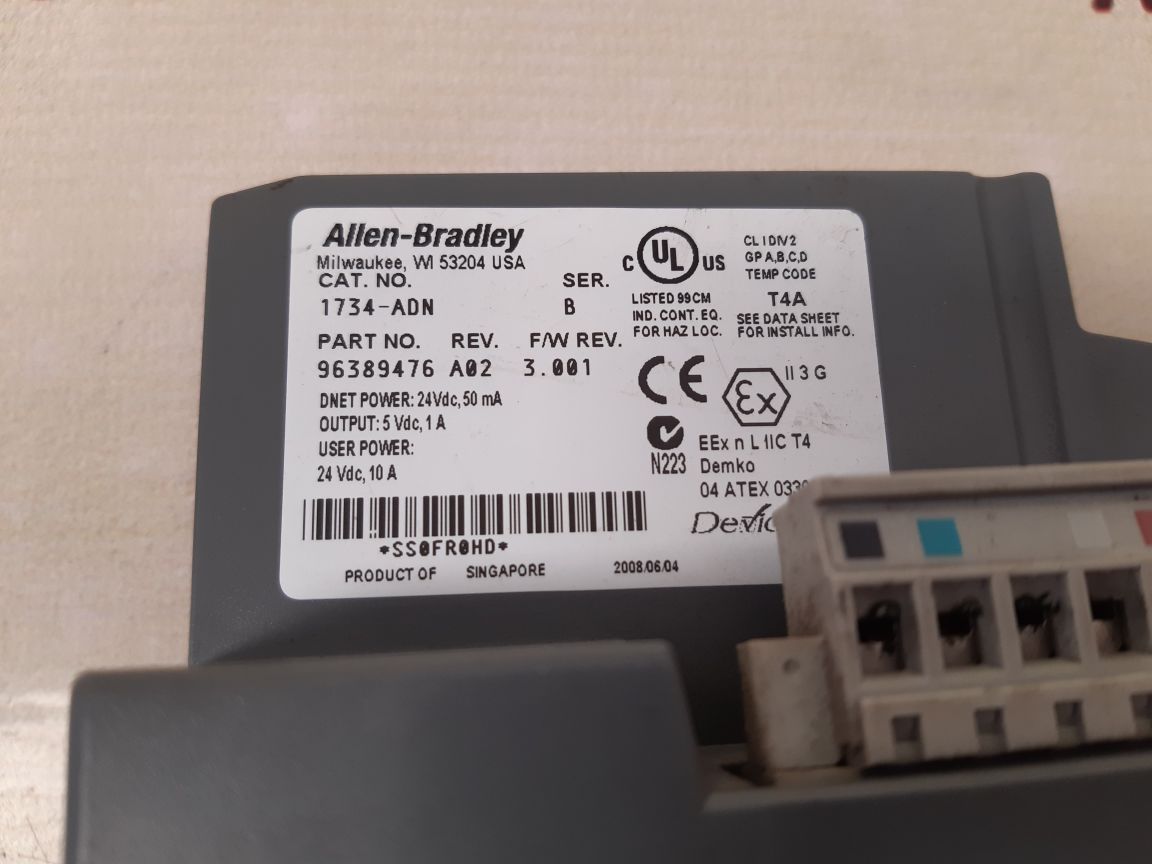 Allen-Bradley
Milwaukee, WI 53204 USA
CAT. NO. SER.
1734-ADN B
PART NO. REV. F/W REV.
96389476 A02 3.001
DNET POWER: 24Vdc, 50 mA
OUTPUT: 5 Vdc, 1 A
USER POWER:
24 Vdc, 10 A
*SS0FR0HD*
PRODUCT OF SINGAPORE 2008/06/04
C UL US
LISTED 99CM
IND. CONT. EQ.
FOR HAZ LOC.
CL I DIV 2
GP A,B,C,D
TEMP CODE
T4A
SEE DATA SHEET
FOR INSTALL INFO.
CE
Ex II 3 G
N223
EEx n L IIC T4
Demko
04 ATEX